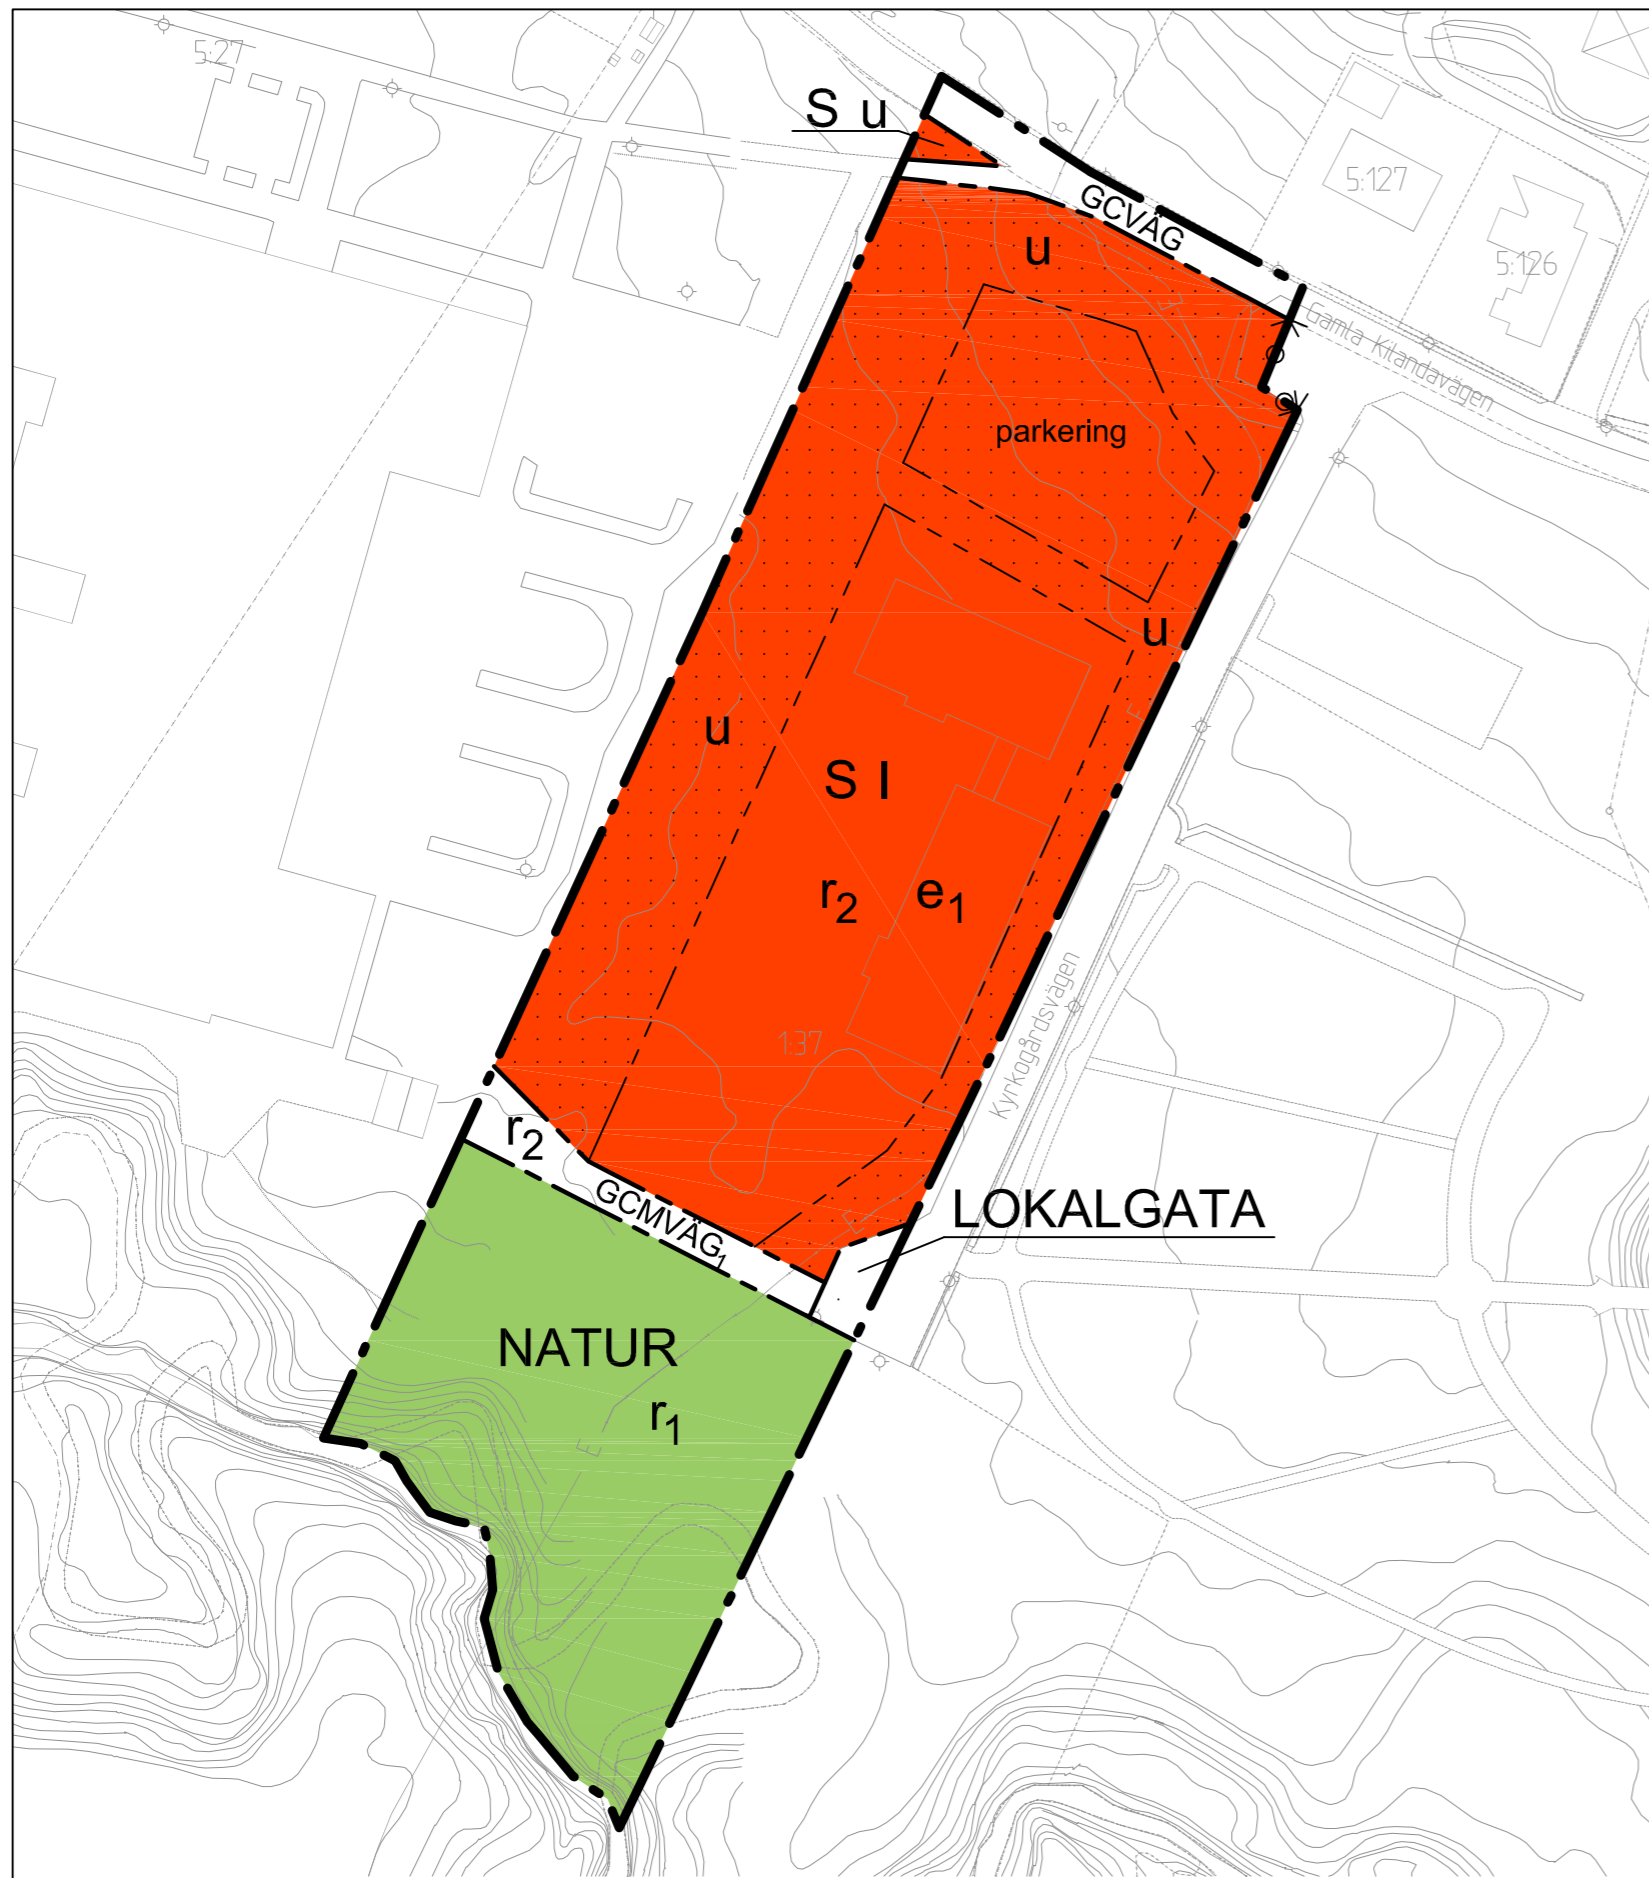 5:27
S u
5:127
GCVÄG
u
5:126
Gamla Kilandavägen
parkering
u
u
S I
r2 e1
1:37
Kyrkogårdsvägen
r2
GCMVÄG1
LOKALGATA
NATUR
r1
E